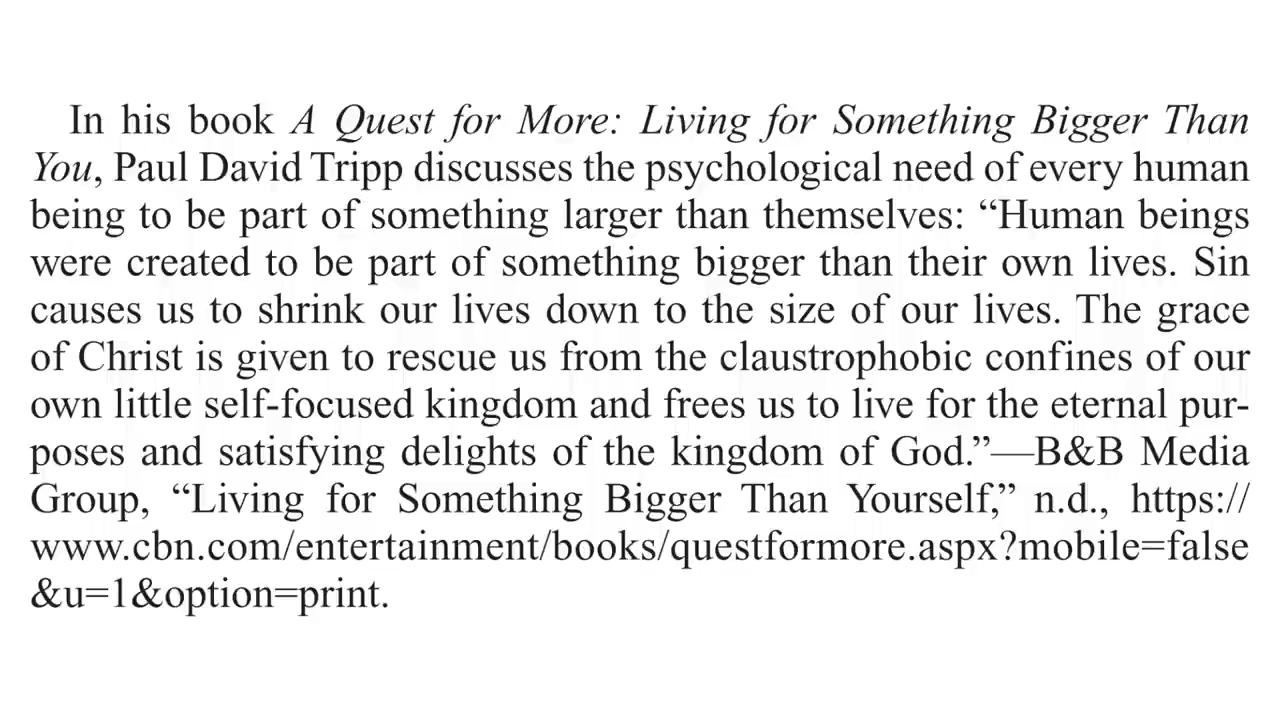 In his book A Quest for More: Living for Something Bigger Than
You, Paul David Tripp discusses the psychological need of every human
being to be part of something larger than themselves: “Human beings
were created to be part of something bigger than their own lives. Sin
causes us to shrink our lives down to the size of our lives. The grace
of Christ is given to rescue us from the claustrophobic confines of our
own little self-focused kingdom and frees us to live for the eternal pur-
poses and satisfying delights of the kingdom of God.”—B&B Media
Group, “Living for Something Bigger Than Yourself,” n.d., https://
www.cbn.com/entertainment/books/questformore.aspx?mobile=false
&u=1&option=print.